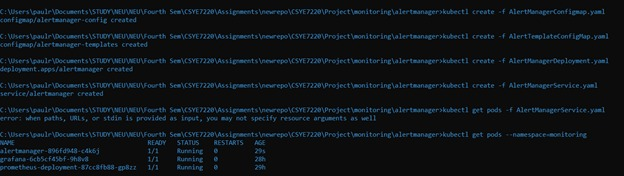 C:\Users\paulr\Documents\STUDY\NEU\NEU\Fourth Sem\CSYE7220\Assignments\newrepo\CSYE7220\Project\monitoring\alertmanager>kubectl create -f AlertManagerConfigmap.yaml
configmap/alertmanager-config created
C:\Users\paulr\Documents\STUDY\NEU\NEU\Fourth Sem\CSYE7220\Assignments\newrepo\CSYE7220\Project\monitoring\alertmanager>kubectl create -f AlertTemplateConfigMap.yaml
configmap/alertmanager-templates created
C:\Users\paulr\Documents\STUDY\NEU\NEU\Fourth Sem\CSYE7220\Assignments\newrepo\CSYE7220\Project\monitoring\alertmanager>kubectl create -f AlertManagerDeployment.yaml
deployment.apps/alertmanager created
C:\Users\paulr\Documents\STUDY\NEU\NEU\Fourth Sem\CSYE7220\Assignments\newrepo\CSYE7220\Project\monitoring\alertmanager>kubectl create -f AlertManagerService.yaml
service/alertmanager created
C:\Users\paulr\Documents\STUDY\NEU\NEU\Fourth Sem\CSYE7220\Assignments\newrepo\CSYE7220\Project\monitoring\alertmanager>kubectl get pods -f AlertManagerService.yaml
error: when paths, URLs, or stdin is provided as input, you may not specify resource arguments as well
C:\Users\paulr\Documents\STUDY\NEU\NEU\Fourth Sem\CSYE7220\Assignments\newrepo\CSYE7220\Project\monitoring\alertmanager>kubectl get pods --namespace=monitoring
NAME READY STATUS RESTARTS AGE
alertmanager-896fd948-c4k6j 1/1 Running 0 29s
grafana-6cb5cf45bf-9h8v8 1/1 Running 0 28h
prometheus-deployment-87cc8fb88-gp8zz 1/1 Running 0 29h